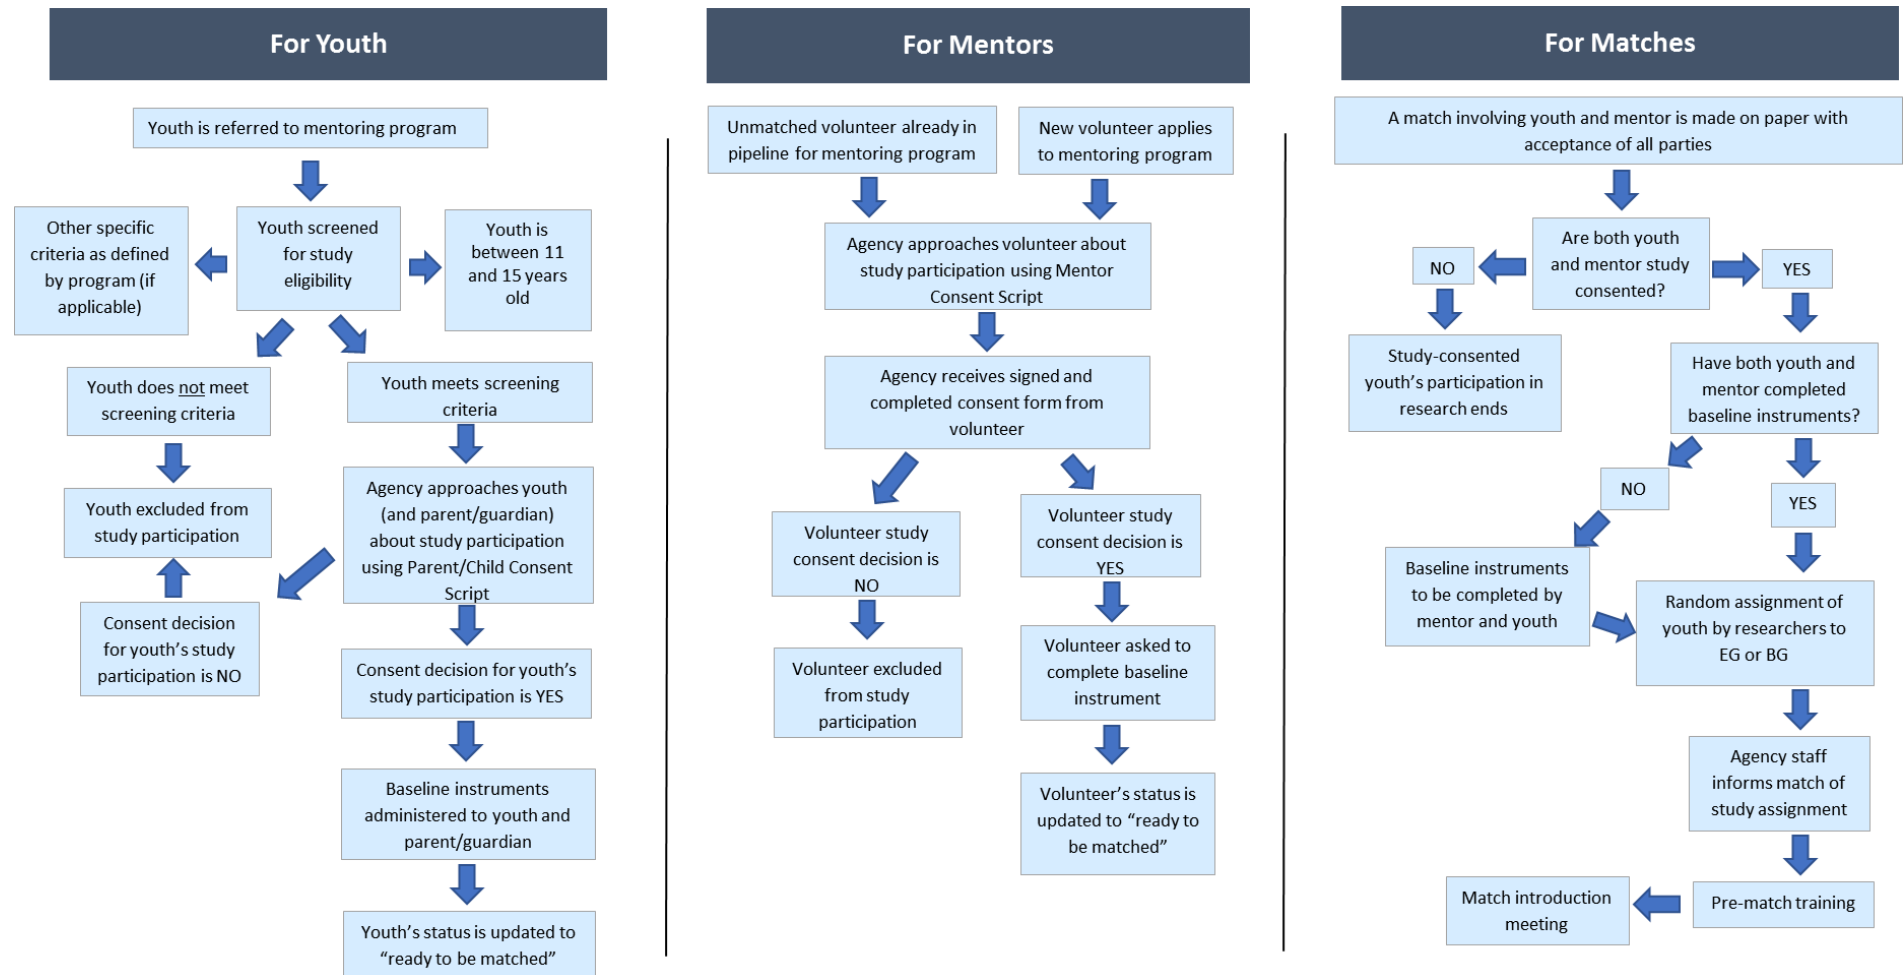 For Youth
Youth is referred to mentoring program
Other specific
criteria as defined
by program (if
applicable)
Youth screened
for study
eligibility
Youth is
between 11
and 15 years
old
Youth does not meet
screening criteria
Youth meets screening
criteria
Youth excluded from
study participation
Agency approaches youth
(and parent/guardian)
about study participation
using Parent/Child Consent
Script
Consent decision
for youth's study
participation is NO
Consent decision for youth's
study participation is YES
Baseline instruments
administered to youth and
parent/guardian
Youth's status is updated to
“ready to be matched”
For Mentors
Unmatched volunteer already in
pipeline for mentoring program
New volunteer applies
to mentoring program
Agency approaches volunteer about
study participation using Mentor
Consent Script
Agency receives signed and
completed consent form from
volunteer
Volunteer study
consent decision is
NO
Volunteer study
consent decision is
YES
Volunteer excluded
from study
participation
Volunteer asked to
complete baseline
instrument
Volunteer's status is
updated to “ready to
be matched”
For Matches
A match involving youth and mentor is made on paper with
acceptance of all parties
Are both youth
and mentor study
consented?
NO
YES
Study-consented
youth's participation in
research ends
Have both youth and
mentor completed
baseline instruments?
NO
YES
Baseline instruments
to be completed by
mentor and youth
Random assignment of
youth by researchers to
EG or BG
Agency staff
informs match of
study assignment
Pre-match training
Match introduction
meeting